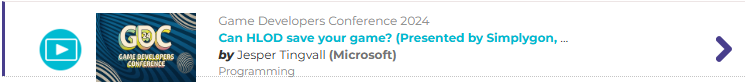 GDC
GAME DEVELOPERS
CONFERENCE
Game Developers Conference 2024
Can HLOD save your game? (Presented by Simplygon, ...
by Jesper Tingvall (Microsoft)
Programming